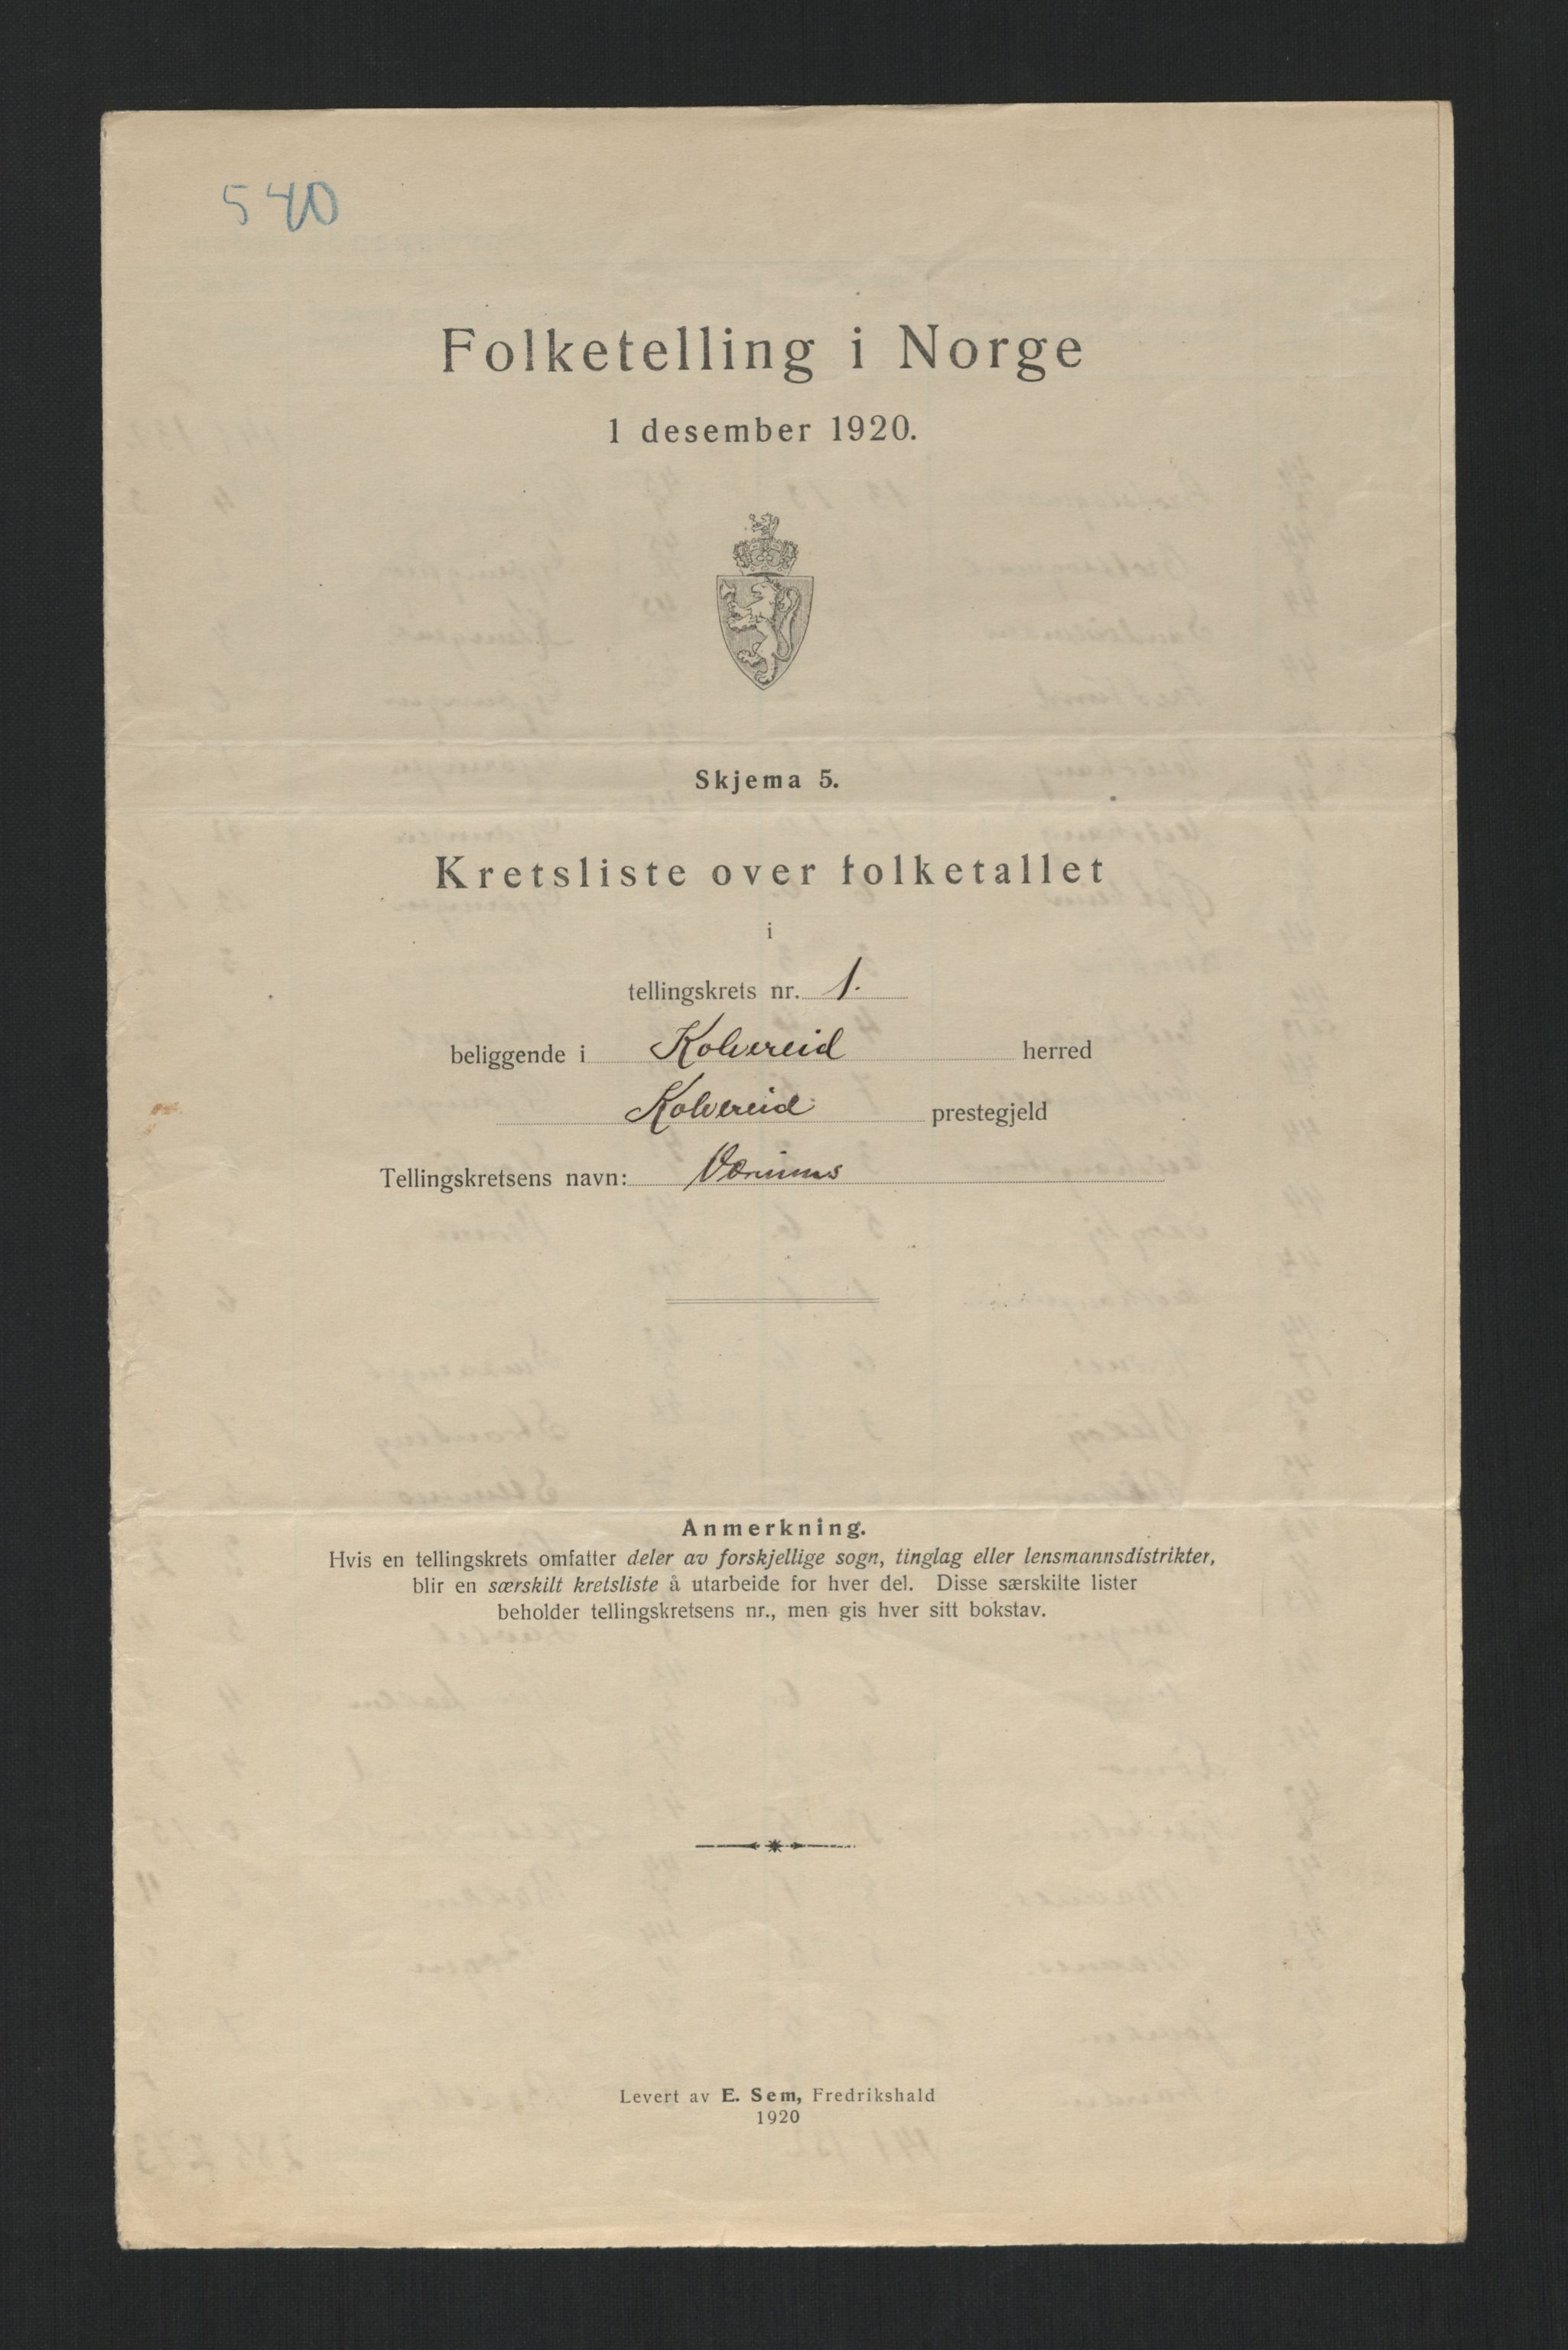 540
Folketelling i Norge
1 desember 1920.
Skjema 5.
Kretsliste over folketallet
i
tellingskrets nr. 1.
beliggende i Kolvereid herred
Kolvereid prestegjeld
Tellingskretsens navn:
Anmerkning.
Hvis en tellingskrets omfatter deler av forskjellige sogn, tinglag eller lensmannsdistrikter,
blir en særskilt kretsliste å utarbeide for hver del. Disse særskilte lister
beholder tellingskretsens nr., men gis hver sitt bokstav.
Levert av E. Sem, Fredrikshald
1920